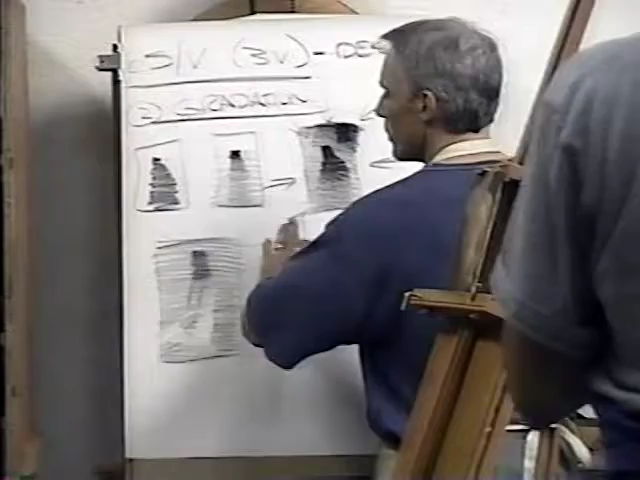 S/V (3V) - DES
② GRADATION